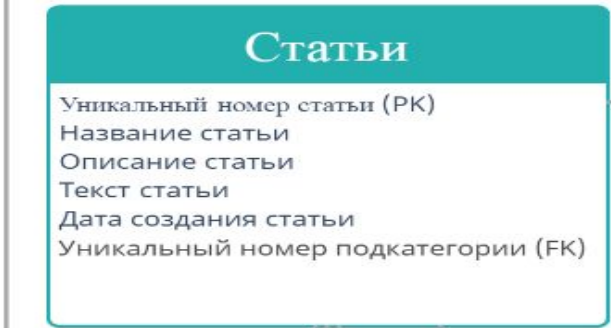 Статьи
Уникальный номер статьи (PK)
Название статьи
Описание статьи
Текст статьи
Дата создания статьи
Уникальный номер подкатегории (FK)